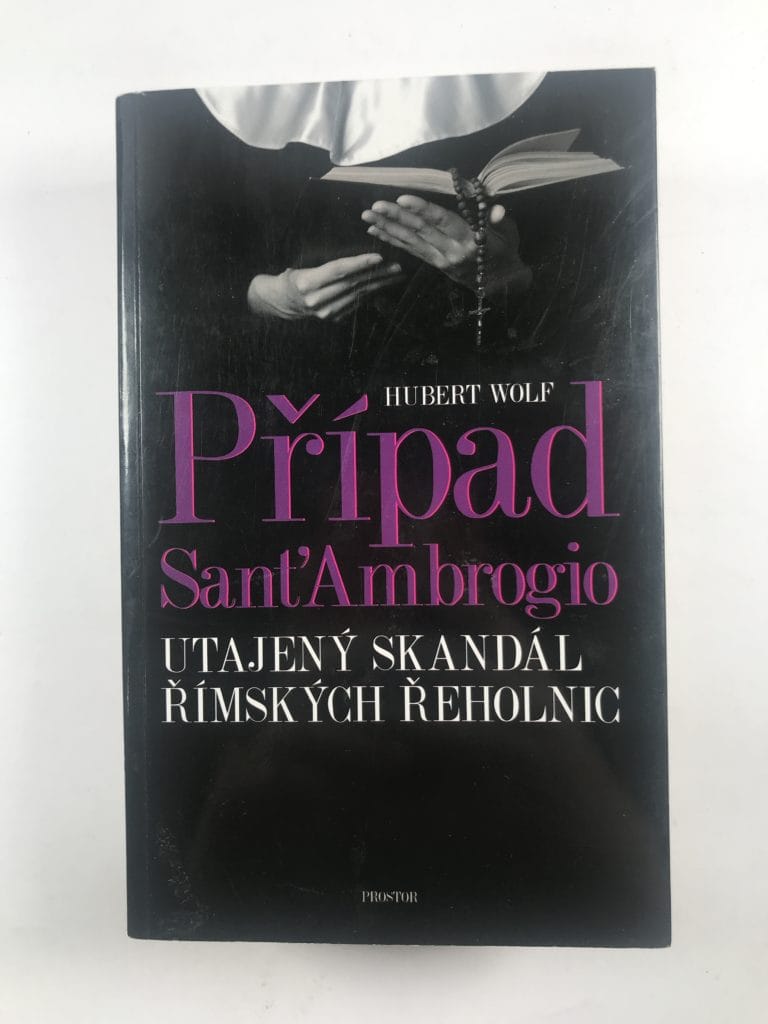 HUBERT WOLF
Případ
Sant'Ambrogio
UTAJENÝ SKANDÁL
ŘÍMSKÝCH ŘEHOLNIC
PROSTOR